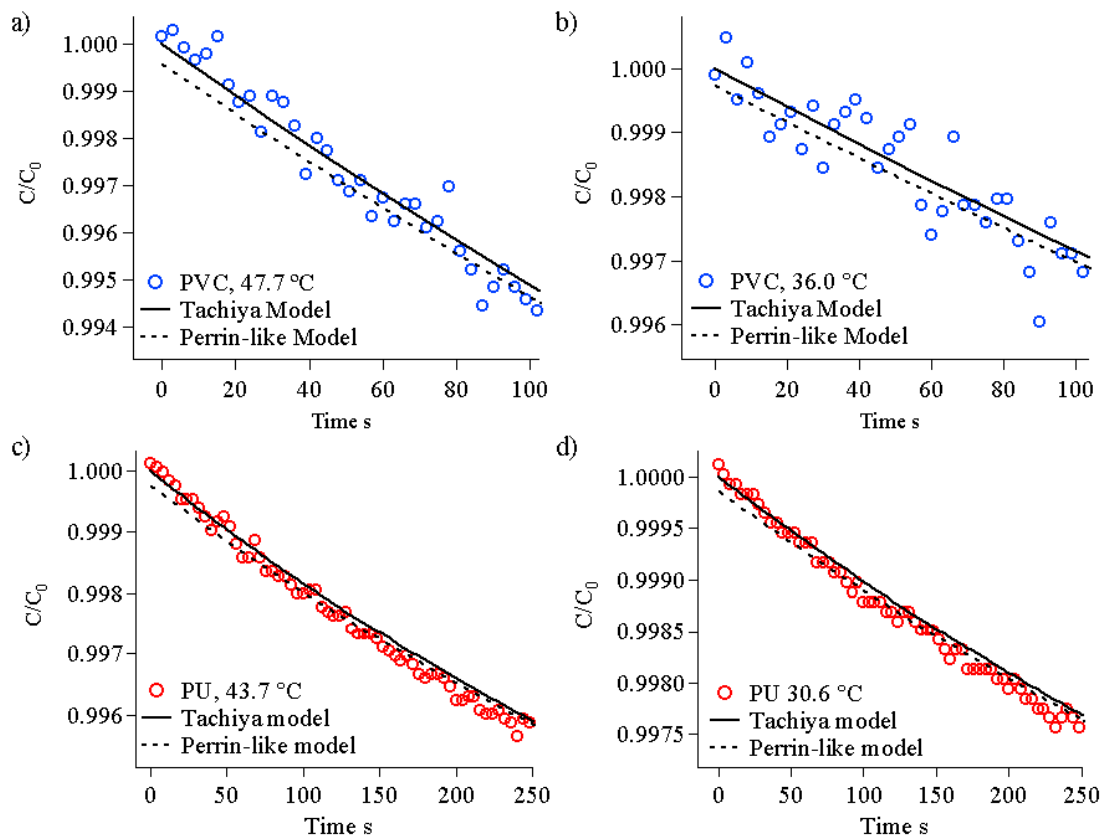 a)
C/C0
1.000
0.999
0.998
0.997
0.996
0.995
0.994
PVC, 47.7 °C
Tachiya Model
Perrin-like Model
0 20 40 60 80 100
Time s
b)
C/C0
1.000
0.999
0.998
0.997
0.996
PVC, 36.0 °C
Tachiya Model
Perrin-like Model
0 20 40 60 80 100
Time s
c)
C/C0
1.000
0.999
0.998
0.997
0.996
PU, 43.7 °C
Tachiya model
Perrin-like model
0 50 100 150 200 250
Time s
d)
C/C0
1.0000
0.9995
0.9990
0.9985
0.9980
0.9975
PU 30.6 °C
Tachiya model
Perrin-like model
0 50 100 150 200 250
Time s